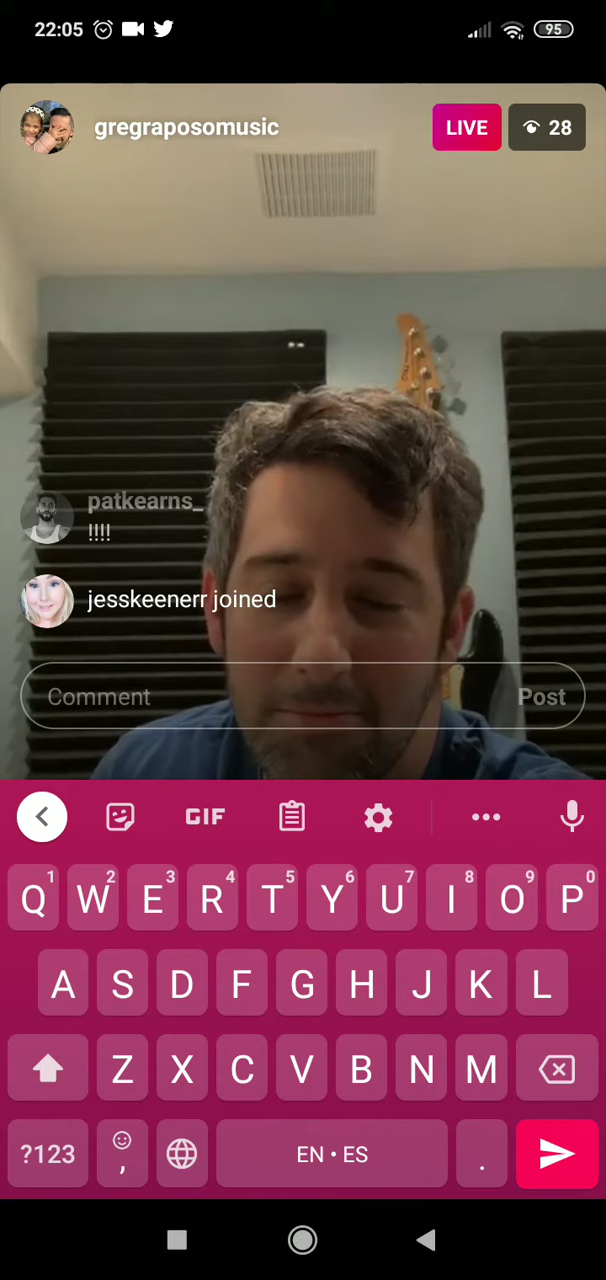 22:05
95
gregraposomusic
LIVE
28
patkearns_
!!!!
jesskeenerr joined
Comment
Post
GIF
Q1 W2 E3 R4 T5 Y6 U7 I8 O9 P0
A S D F G H J K L
Z X C V B N M
?123 , EN • ES .